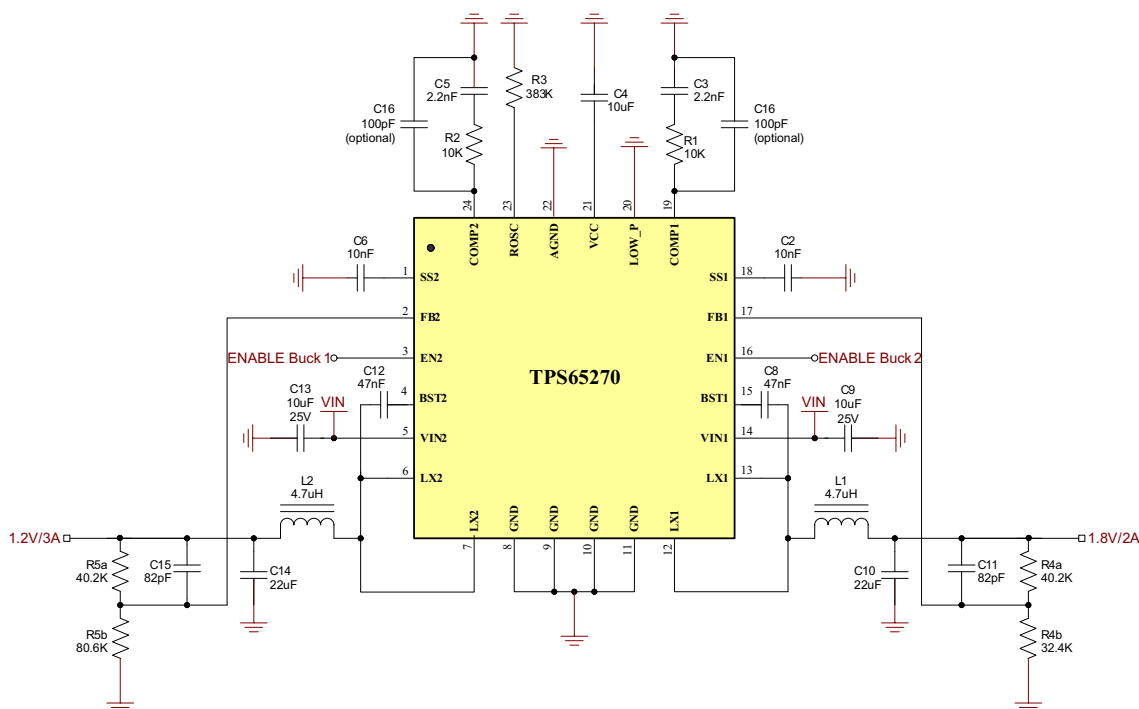 C5
2.2nF
R3
383K
C4
10uF
C3
2.2nF
C16
100pF
(optional)
R2
10K
R1
10K
C16
100pF
(optional)
24
23
22
21
20
19
COMP2
ROSC
AGND
VCC
LOW_P
COMP1
C6
10nF
1
SS2
SS1
18
C2
10nF
2
FB2
FB1
17
ENABLE Buck 1
3
EN2
EN1
16
ENABLE Buck 2
TPS65270
C12
47nF
4
BST2
BST1
15
C8
47nF
C13
10uF
25V
VIN
5
VIN2
VIN1
14
VIN
C9
10uF
25V
6
LX2
LX1
13
L2
4.7uH
L1
4.7uH
LX2
GND
GND
GND
GND
LX1
7
8
9
10
11
12
1.2V/3A
1.8V/2A
R5a
40.2K
C15
82pF
C14
22uF
C10
22uF
C11
82pF
R4a
40.2K
R5b
80.6K
R4b
32.4K